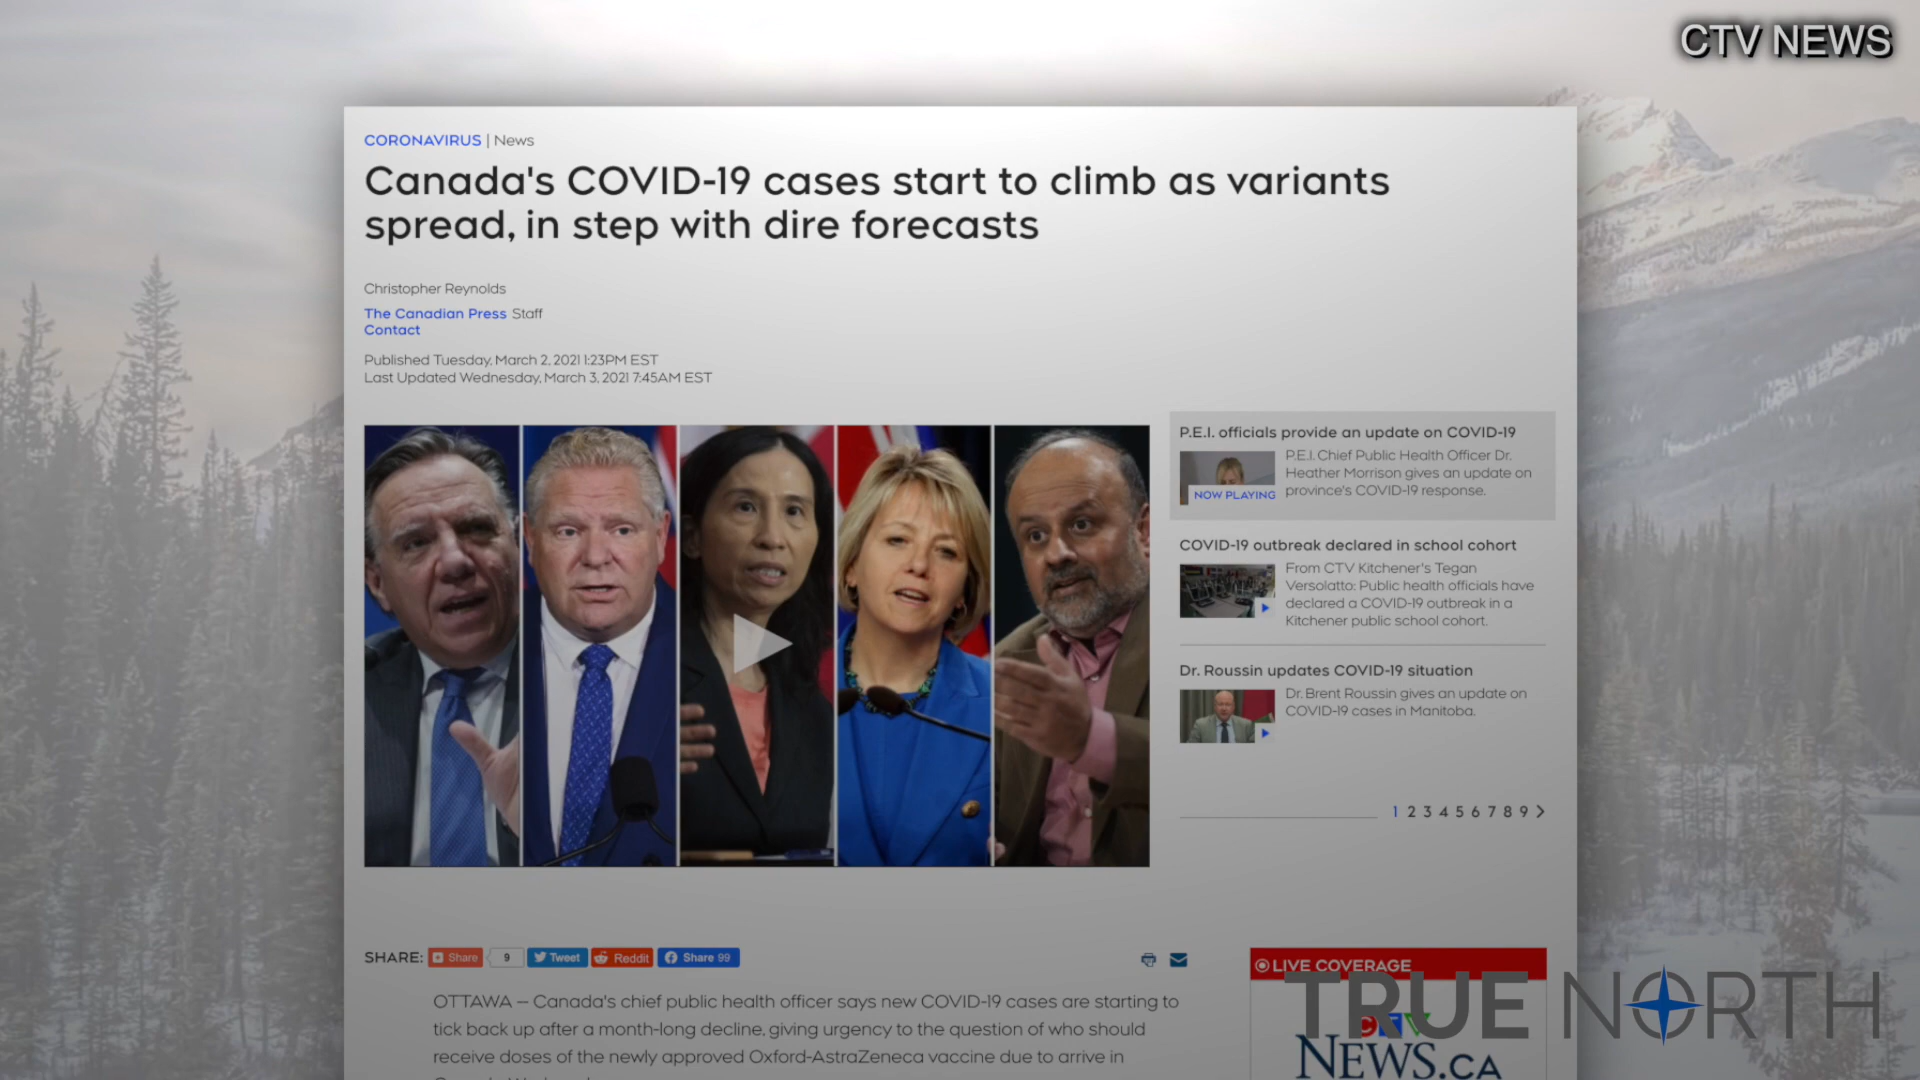 CTV NEWS
CORONAVIRUS | News
Canada's COVID-19 cases start to climb as variants
spread, in step with dire forecasts
Christopher Reynolds
The Canadian Press Staff
Contact
Published Tuesday, March 2, 2021 1:23PM EST
Last Updated Wednesday, March 3, 2021 7:45AM EST
P.E.I. officials provide an update on COVID-19
P.E.I. Chief Public Health Officer Dr.
Heather Morrison gives an update on
province's COVID-19 response.
NOW PLAYING
COVID-19 outbreak declared in school cohort
From CTV Kitchener's Tegan
Versolatto: Public health officials have
declared a COVID-19 outbreak in a
Kitchener public school cohort.
Dr. Roussin updates COVID-19 situation
Dr. Brent Roussin gives an update on
COVID-19 cases in Manitoba.
1 2 3 4 5 6 7 8 9 >
SHARE: Share 9 Tweet Reddit Share 99
OTTAWA — Canada's chief public health officer says new COVID-19 cases are starting to
tick back up after a month-long decline, giving urgency to the question of who should
receive doses of the newly approved Oxford-AstraZeneca vaccine due to arrive in
LIVE COVERAGE
TRUE NORTH
CTV
NEWS.CA